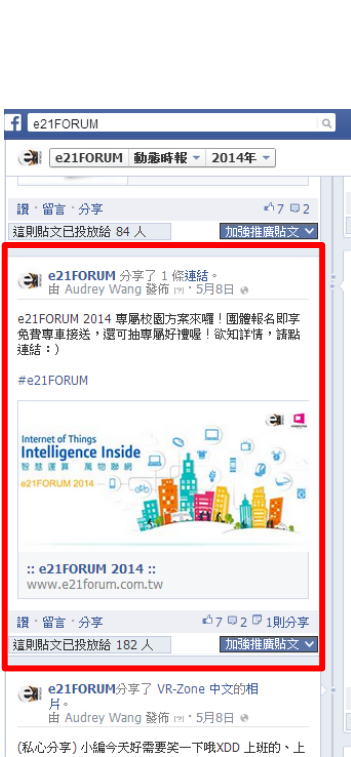 e21FORUM
e21FORUM 動態時報 2014年
讚 · 留言 · 分享 7 2
這則貼文已投放給 84 人 加強推廣貼文
e21FORUM 分享了 1 條連結。
由 Audrey Wang 發佈 · 5月8日
e21FORUM 2014 專屬校園方案來囉！團體報名即享
免費專車接送，還可抽專屬好禮喔！欲知詳情，請點
連結：)
#e21FORUM
Internet of Things
Intelligence Inside
智慧運算 萬物聯網
e21FORUM 2014
:: e21FORUM 2014 ::
www.e21forum.com.tw
讚 · 留言 · 分享 7 2 1則分享
這則貼文已投放給 182 人 加強推廣貼文
e21FORUM分享了 VR-Zone 中文的相
片。
由 Audrey Wang 發佈 · 5月8日
(私心分享) 小編今天好需要笑一下哦XDD 上班的、上